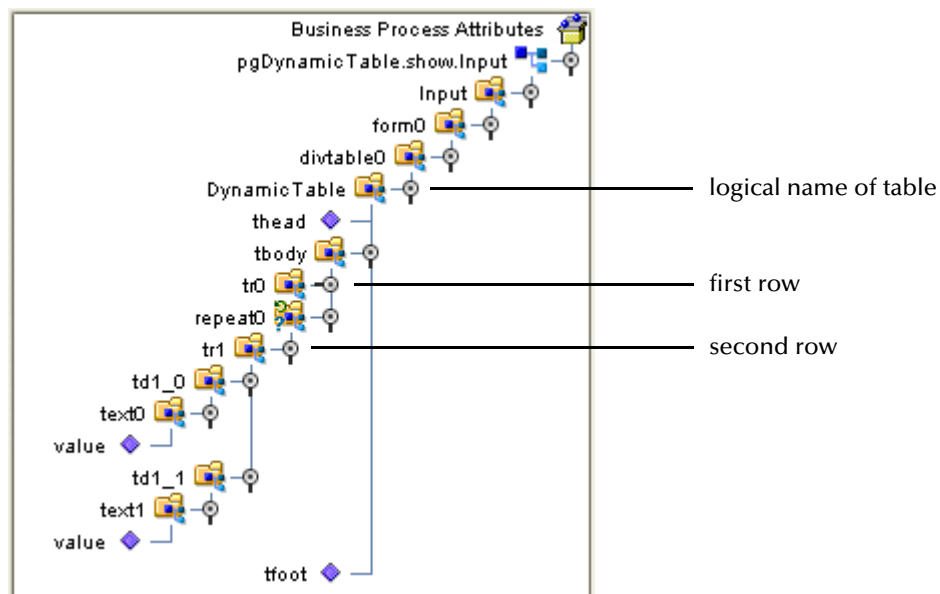 Business Process Attributes
pgDynamicTable.show.Input
Input
form0
divtable0
DynamicTable
logical name of table
thead
tbody
tr0
first row
repeat0
tr1
second row
td1_0
text0
value
td1_1
text1
value
tfoot